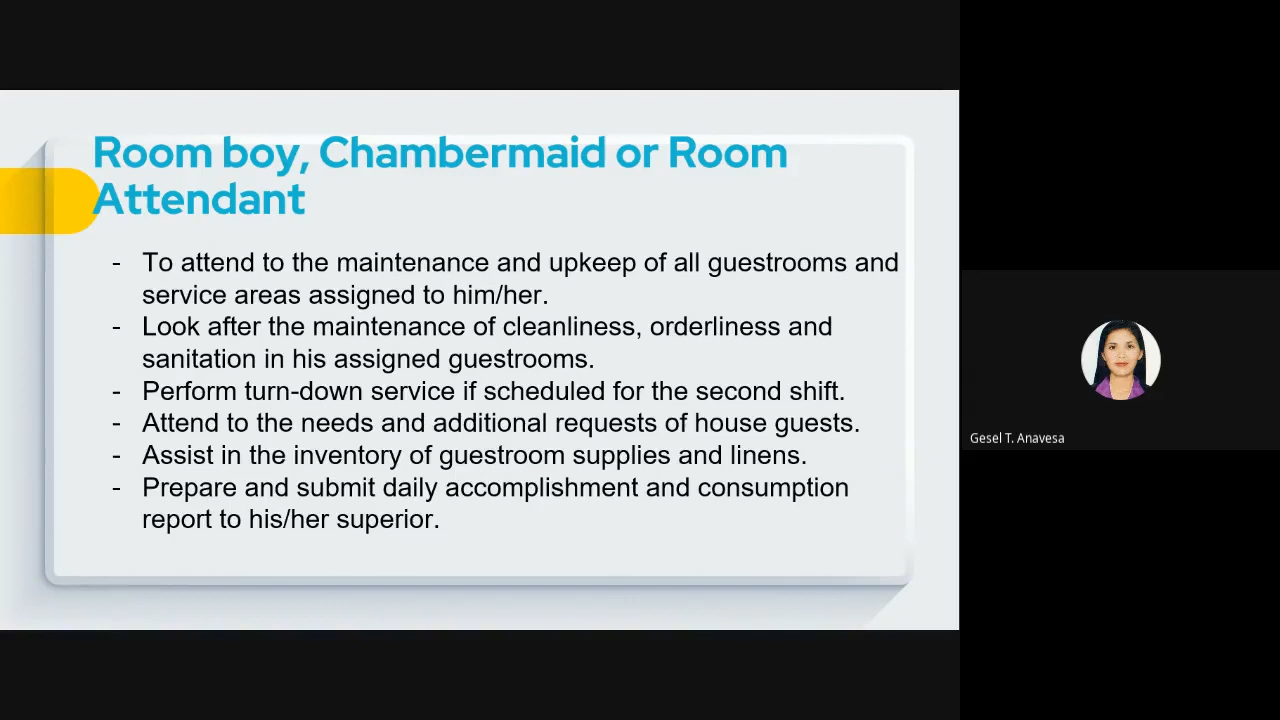 Room boy, Chambermaid or Room
Attendant
- To attend to the maintenance and upkeep of all guestrooms and
service areas assigned to him/her.
- Look after the maintenance of cleanliness, orderliness and
sanitation in his assigned guestrooms.
- Perform turn-down service if scheduled for the second shift.
- Attend to the needs and additional requests of house guests.
- Assist in the inventory of guestroom supplies and linens.
- Prepare and submit daily accomplishment and consumption
report to his/her superior.
Gesel T. Anavesa